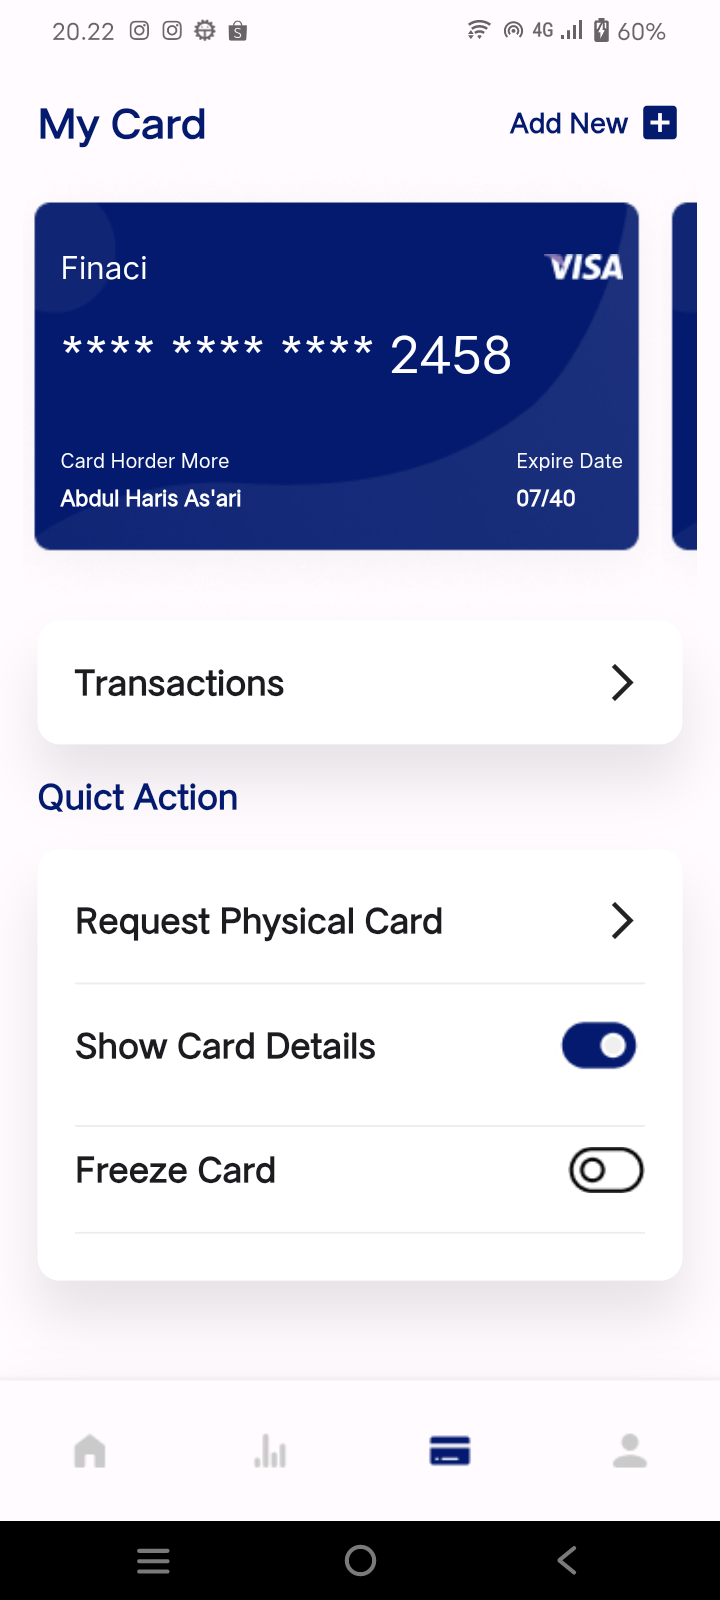 20.22 4G 60%
My Card Add New
Finaci VISA
**** **** **** 2458
Card Horder More Expire Date
Abdul Haris As'ari 07/40
Transactions
Quict Action
Request Physical Card
Show Card Details
Freeze Card